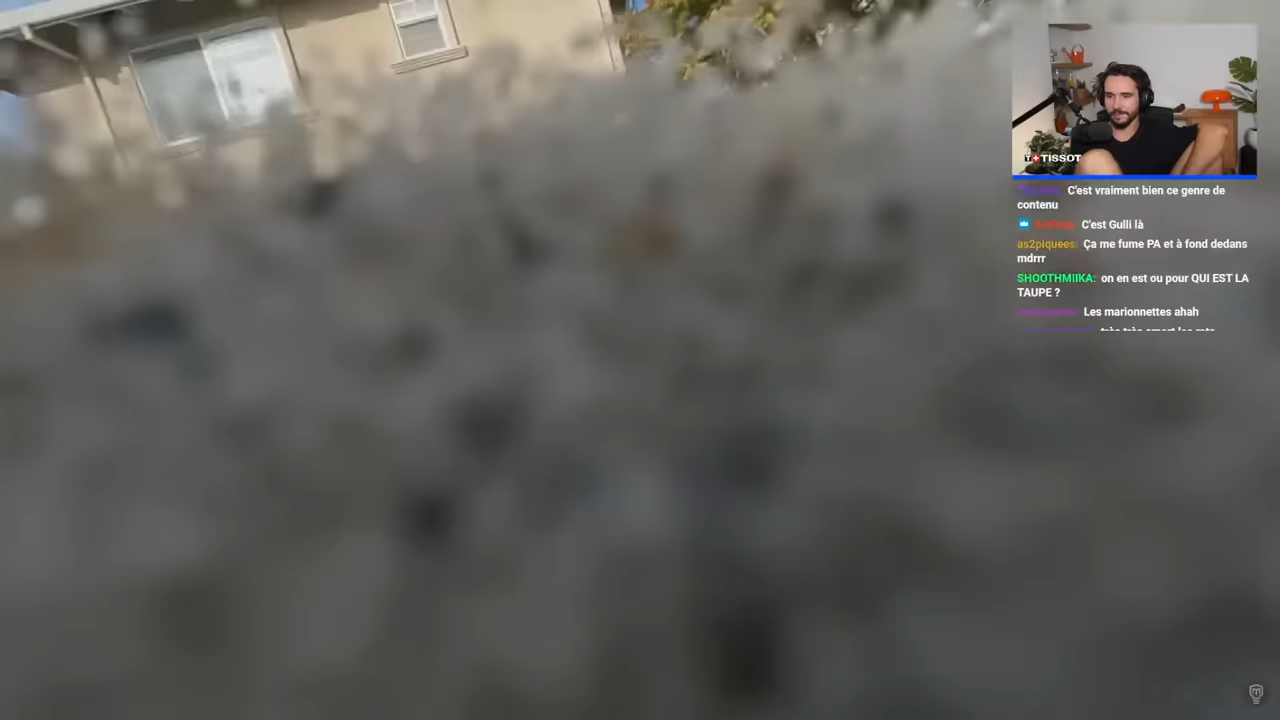 T+TISSOT
C'est vraiment bien ce genre de
contenu
C'est Gulli là
as2piquees: Ça me fume PA et à fond dedans
mdrrr
SHOOTHMIIKA: on en est ou pour QUI EST LA
TAUPE ?
Les marionnettes ahah